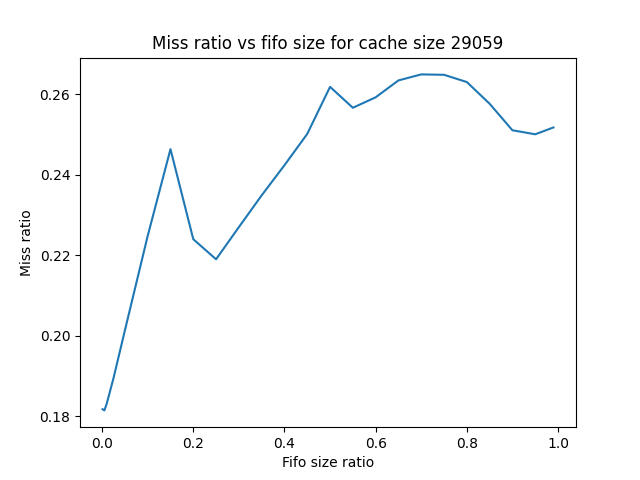 Miss ratio vs fifo size for cache size 29059
Miss ratio
0.26
0.24
0.22
0.20
0.18
0.0 0.2 0.4 0.6 0.8 1.0
Fifo size ratio